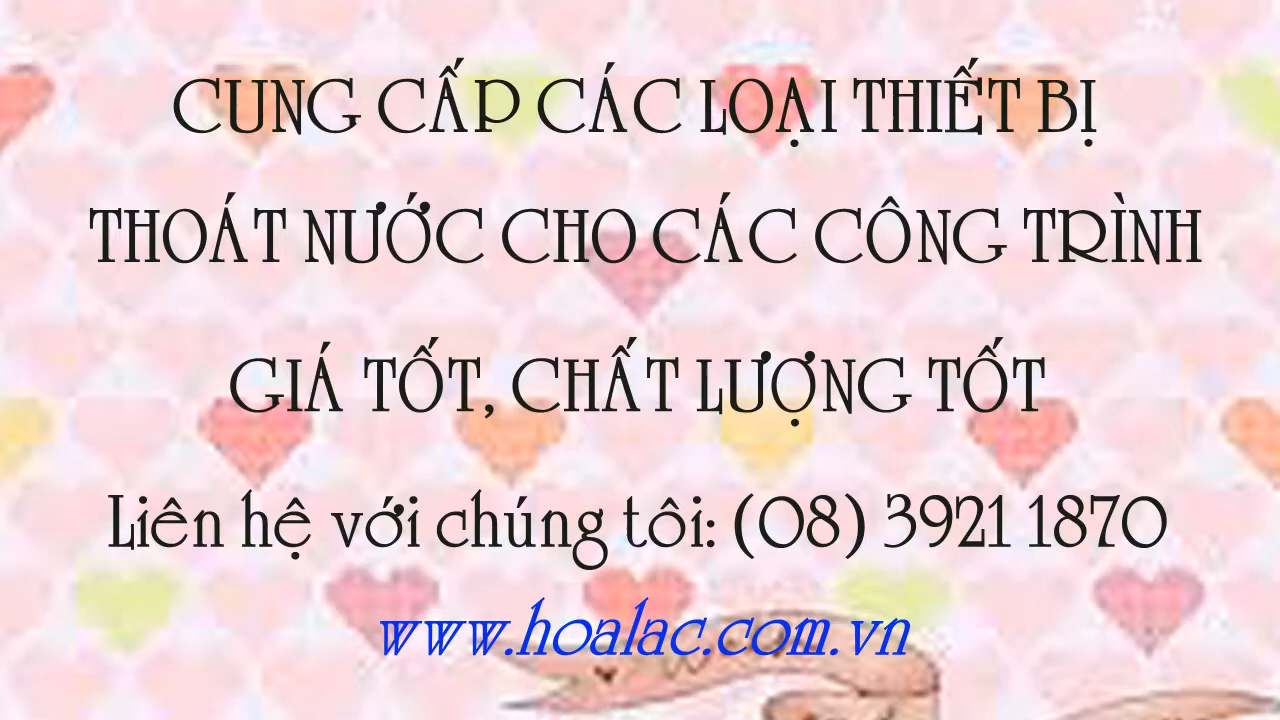 CUNG CẤP CÁC LOẠI THIẾT BỊ
THOÁT NƯỚC CHO CÁC CÔNG TRÌNH
GIÁ TỐT, CHẤT LƯỢNG TỐT
Liên hệ với chúng tôi: (08) 3921 1870
www.hoalac.com.vn